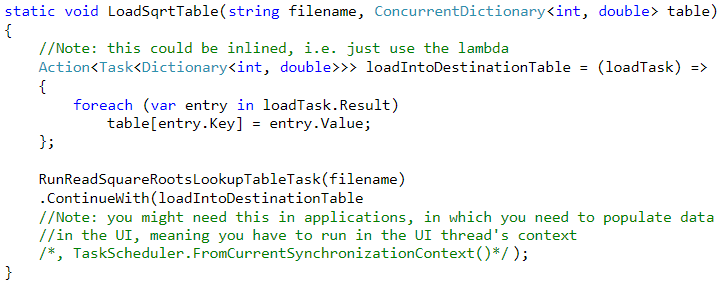 static void LoadSqrtTable(string filename, ConcurrentDictionary<int, double> table)
{
    //Note: this could be inlined, i.e. just use the lambda
    Action<Task<Dictionary<int, double>>> loadIntoDestinationTable = (loadTask) =>
    {
        foreach (var entry in loadTask.Result)
            table[entry.Key] = entry.Value;
    };

    RunReadSquareRootsLookupTableTask(filename)
    .ContinueWith(loadIntoDestinationTable
    //Note: you might need this in applications, in which you need to populate data
    //in the UI, meaning you have to run in the UI thread's context
    /*, TaskScheduler.FromCurrentSynchronizationContext()*/);
}